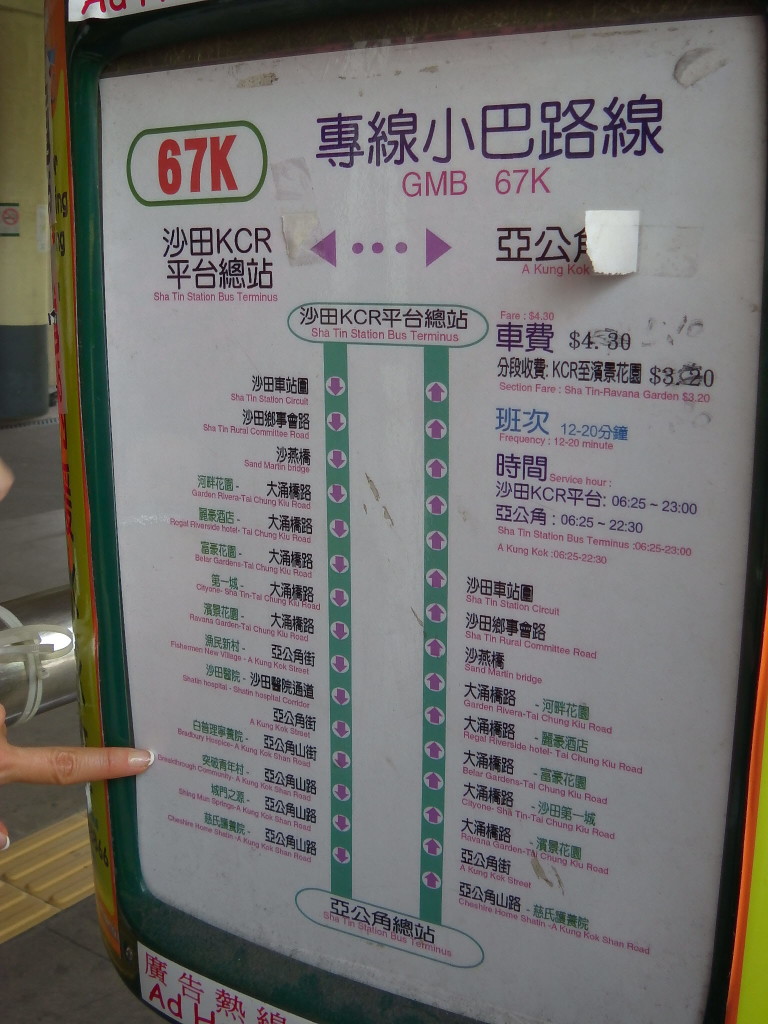 67K
專線小巴路線
GMB 67K
沙田KCR
平台總站
Sha Tin Station Bus Terminus
亞公角
A Kung Kok
沙田KCR平台總站
Sha Tin Station Bus Terminus
沙田車站圍
Sha Tin Station Circuit
沙田鄉事會路
Sha Tin Rural Committee Road
沙燕橋
Sand Martin bridge
河畔花園 - 大涌橋路
Garden Rivera-Tai Chung Kiu Road
麗豪酒店 - 大涌橋路
Regal Riverside hotel- Tai Chung Kiu Road
富豪花園 - 大涌橋路
Belar Gardens-Tai Chung Kiu Road
第一城 - 大涌橋路
Cityone- Sha Tin-Tai Chung Kiu Road
濱景花園 - 大涌橋路
Ravana Garden-Tai Chung Kiu Road
漁民新村 - 亞公角街
Fishermen New Village - A Kung Kok Street
沙田醫院 - 沙田醫院通道
Shatin hospital - Shatin hospital Corridor
亞公角街
A Kung Kok Street
白普理寧養院 - 亞公角山街
Bradbury Hospice- A Kung Kok Shan Road
突破青年村 - 亞公角山路
Breakthrough Community- A Kung Kok Shan Road
城門之源 - 亞公角山路
Shing Mun Springs-A Kung Kok Shan Road
慈氏護養院 - 亞公角山路
Cheshire Home Shatin -A Kung Kok Shan Road
Fare : $4.30
車費 $4.30
分段收費: KCR至濱景花園 $3.20
Section Fare : Sha Tin-Ravana Garden $3.20
班次 12-20分鐘
Frequency : 12-20 minute
時間 Service hour :
沙田KCR平台: 06:25 ~ 23:00
亞公角 : 06:25 ~ 22:30
Sha Tin Station Bus Terminus :06:25-23:00
A Kung Kok :06:25-22:30
沙田車站圍
Sha Tin Station Circuit
沙田鄉事會路
Sha Tin Rural Committee Road
沙燕橋
Sand Martin bridge
大涌橋路 - 河畔花園
Garden Rivera-Tai Chung Kiu Road
大涌橋路 - 麗豪酒店
Regal Riverside hotel- Tai Chung Kiu Road
大涌橋路 - 富豪花園
Belar Gardens-Tai Chung Kiu Road
大涌橋路 - 沙田第一城
Cityone- Sha Tin-Tai Chung Kiu Road
大涌橋路 - 濱景花園
Ravana Garden-Tai Chung Kiu Road
亞公角街
A Kung Kok Street
亞公角山路 - 慈氏護養院
Cheshire Home Shatin -A Kung Kok Shan Road
亞公角總站
Sha Tin Station Bus Terminus
廣告熱線
Ad H